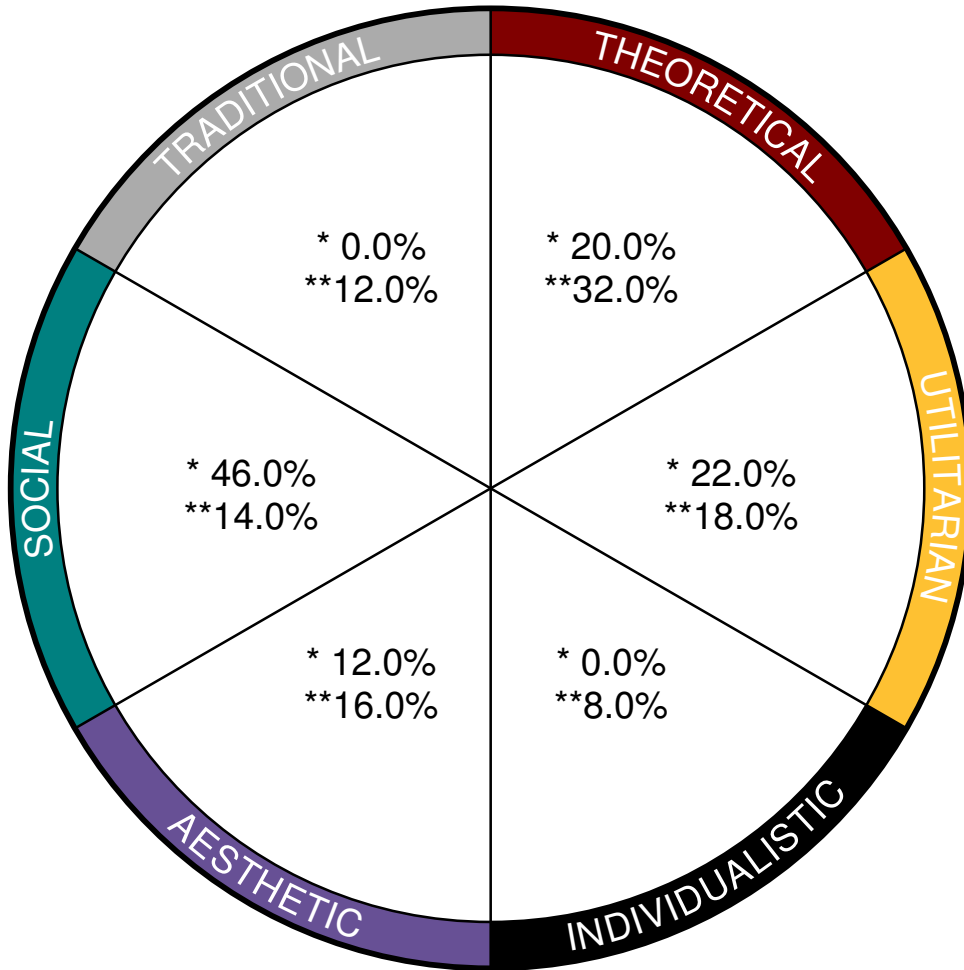 TRADITIONAL
THEORETICAL
* 0.0%
**12.0%
* 20.0%
**32.0%
SOCIAL
* 46.0%
**14.0%
* 22.0%
**18.0%
UTILITARIAN
* 12.0%
**16.0%
* 0.0%
**8.0%
AESTHETIC
INDIVIDUALISTIC